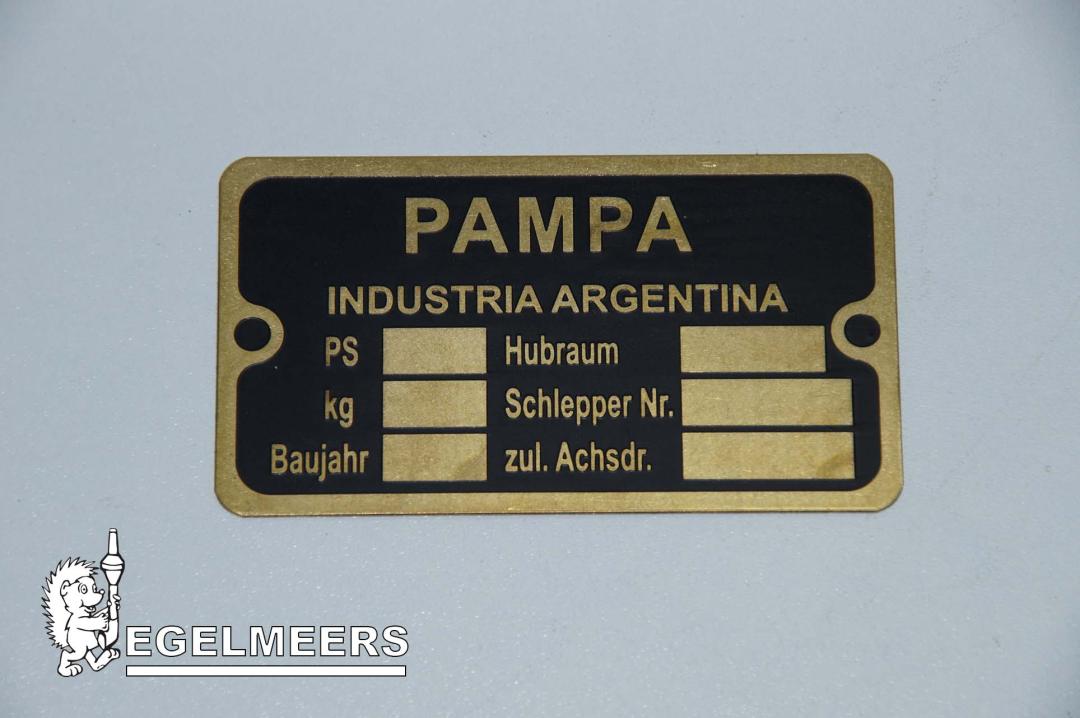 PAMPA
INDUSTRIA ARGENTINA
PS Hubraum
kg Schlepper Nr.
Baujahr zul. Achsdr.
EGELMEERS